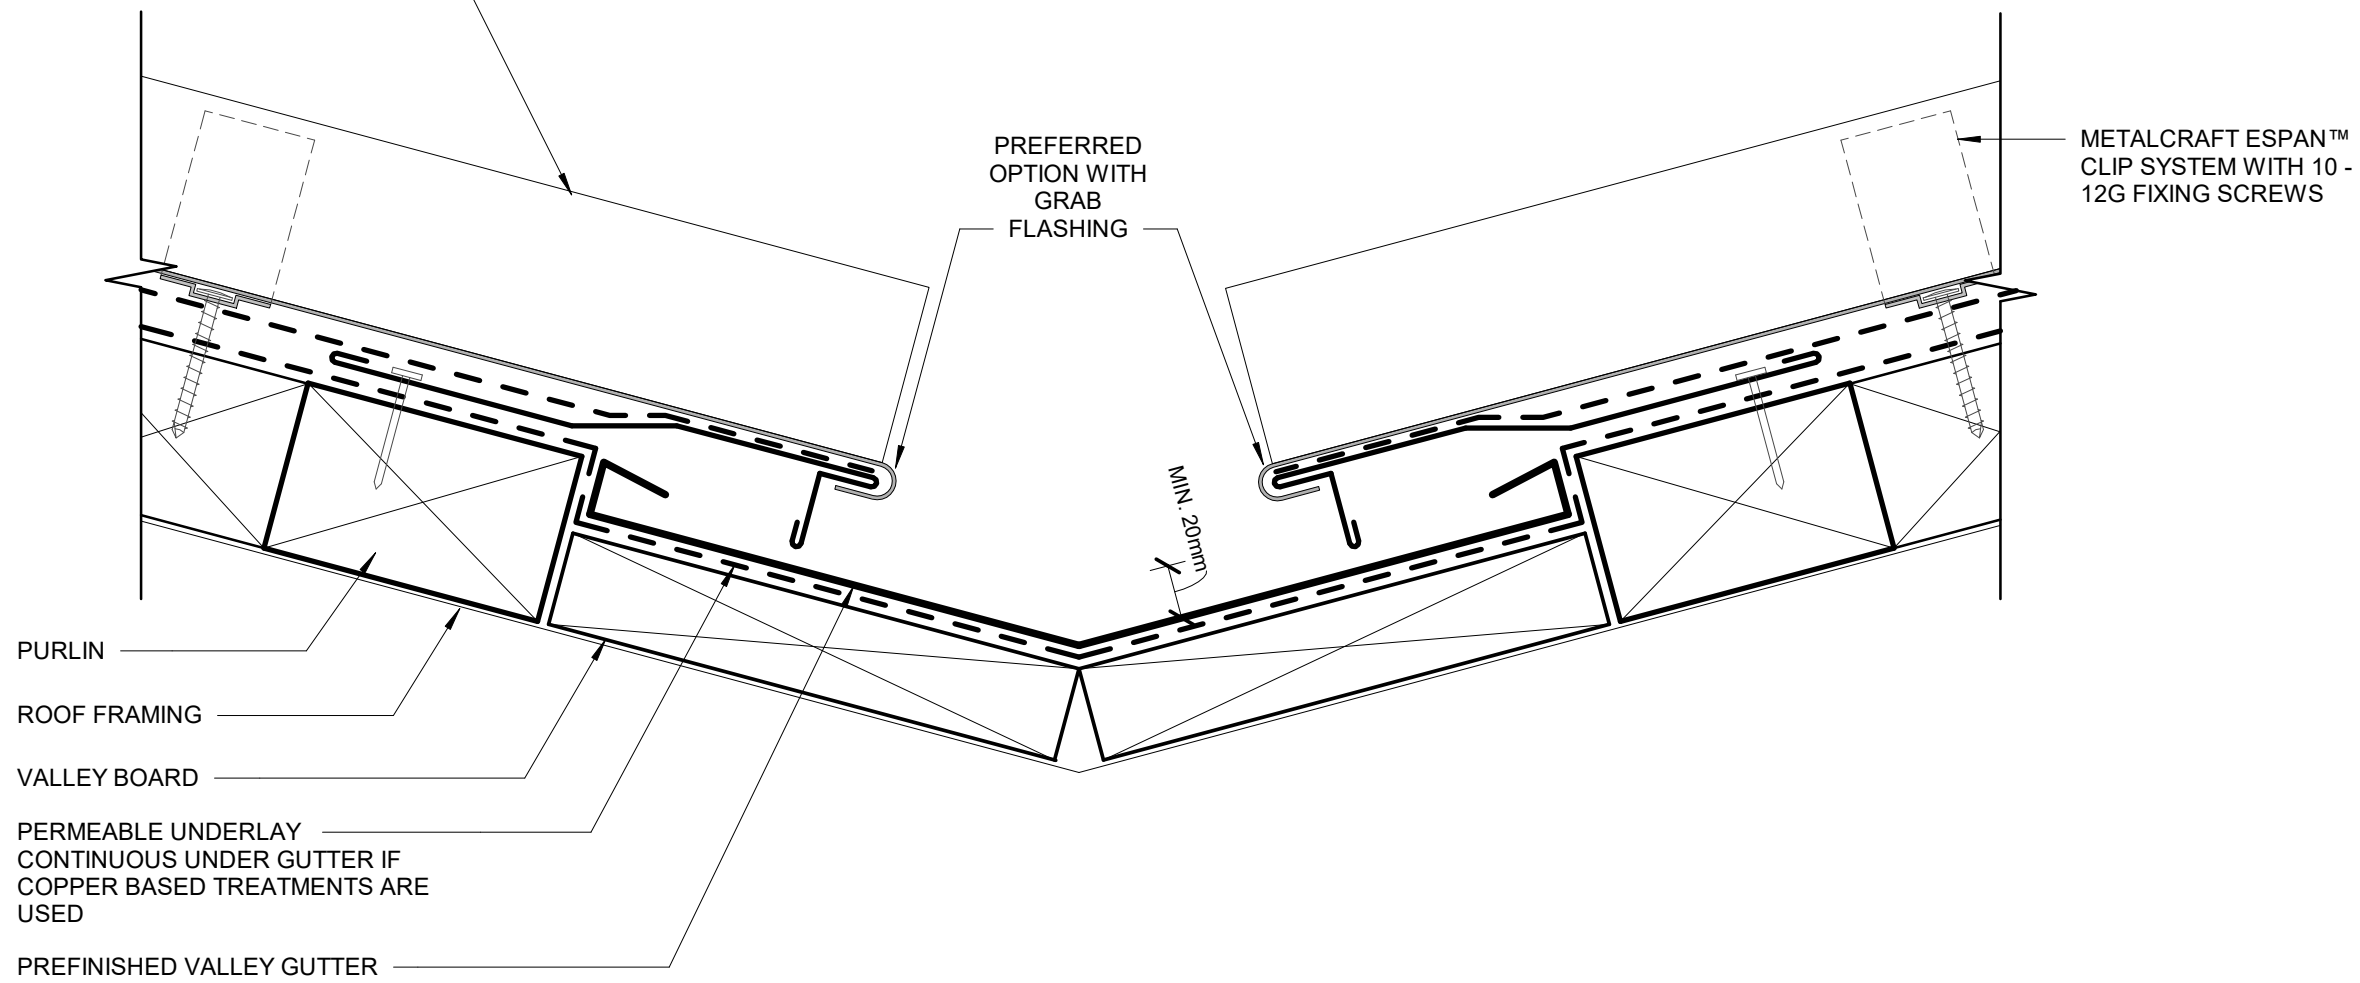 PREFERRED
OPTION WITH
GRAB
FLASHING
METALCRAFT ESPAN™
CLIP SYSTEM WITH 10 -
12G FIXING SCREWS
MIN. 20mm
PURLIN
ROOF FRAMING
VALLEY BOARD
PERMEABLE UNDERLAY
CONTINUOUS UNDER GUTTER IF
COPPER BASED TREATMENTS ARE
USED
PREFINISHED VALLEY GUTTER